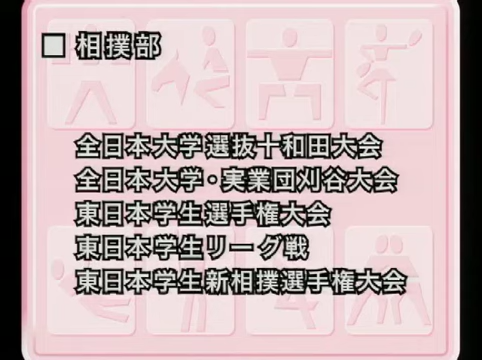 □ 相撲部
全日本大学選抜十和田大会
全日本大学・実業団刈谷大会
東日本学生選手権大会
東日本学生リーグ戦
東日本学生新相撲選手権大会